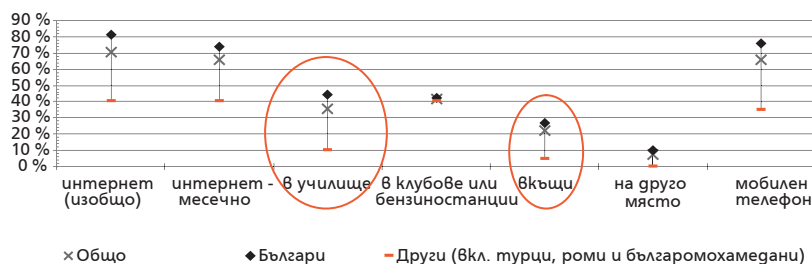 90 %
80 %
70 %
60 %
50 %
40 %
30 %
20 %
10 %
0 %
интернет (изобщо)
интернет - месечно
в училище
в клубове или бензиностанции
вкъщи
на друго място
мобилен телефон
Общо
Българи
Други (вкл. турци, роми и българомохамедани)